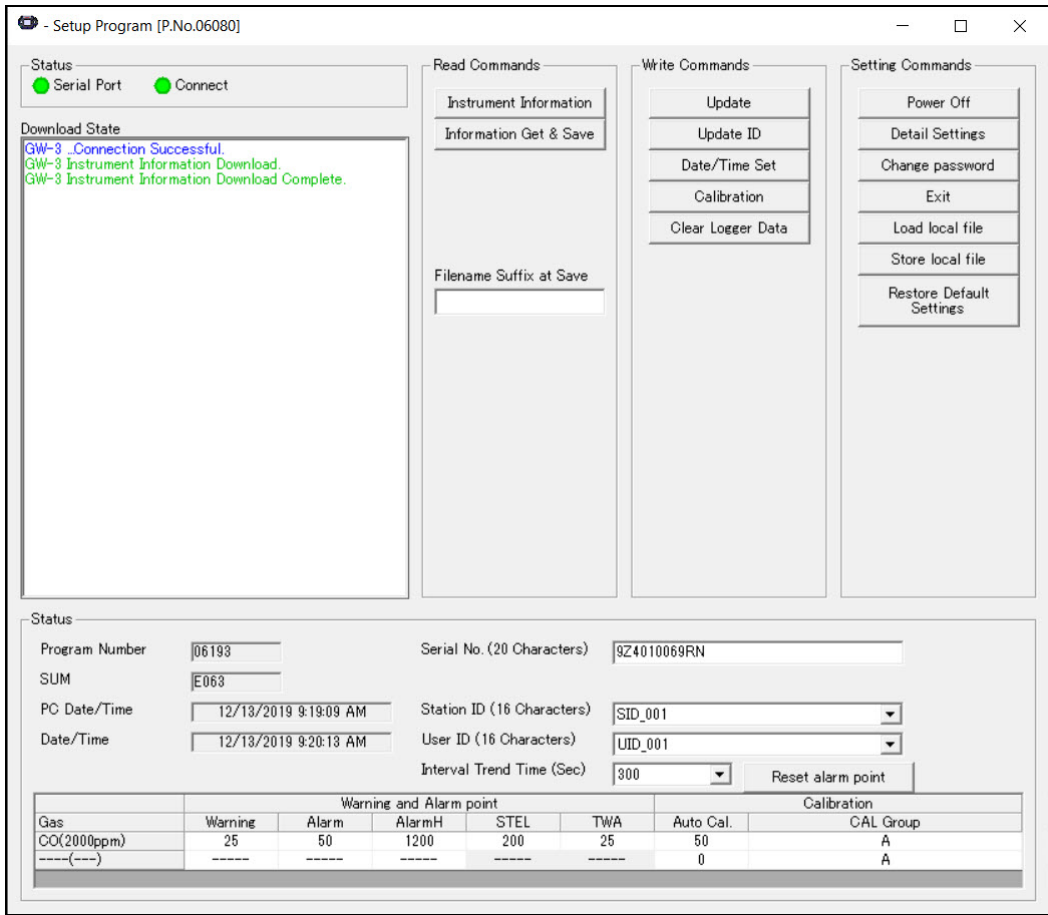 - Setup Program [P.No.06080]
Status
Serial Port Connect
Download State
GW-3 ..Connection Successful.
GW-3 Instrument Information Download.
GW-3 Instrument Information Download Complete.
Read Commands
Instrument Information
Information Get & Save
Filename Suffix at Save
Write Commands
Update
Update ID
Date/Time Set
Calibration
Clear Logger Data
Setting Commands
Power Off
Detail Settings
Change password
Exit
Load local file
Store local file
Restore Default
Settings
Status
Program Number 06193
SUM E063
PC Date/Time 12/13/2019 9:19:09 AM
Date/Time 12/13/2019 9:20:13 AM
Serial No. (20 Characters) 9Z4010069RN
Station ID (16 Characters) SID_001
User ID (16 Characters) UID_001
Interval Trend Time (Sec) 300 Reset alarm point
Warning and Alarm point Calibration
Gas Warning Alarm AlarmH STEL TWA Auto Cal. CAL Group
CO(2000ppm) 25 50 1200 200 25 50 A
----(---) ----- ----- ----- ----- ----- 0 A